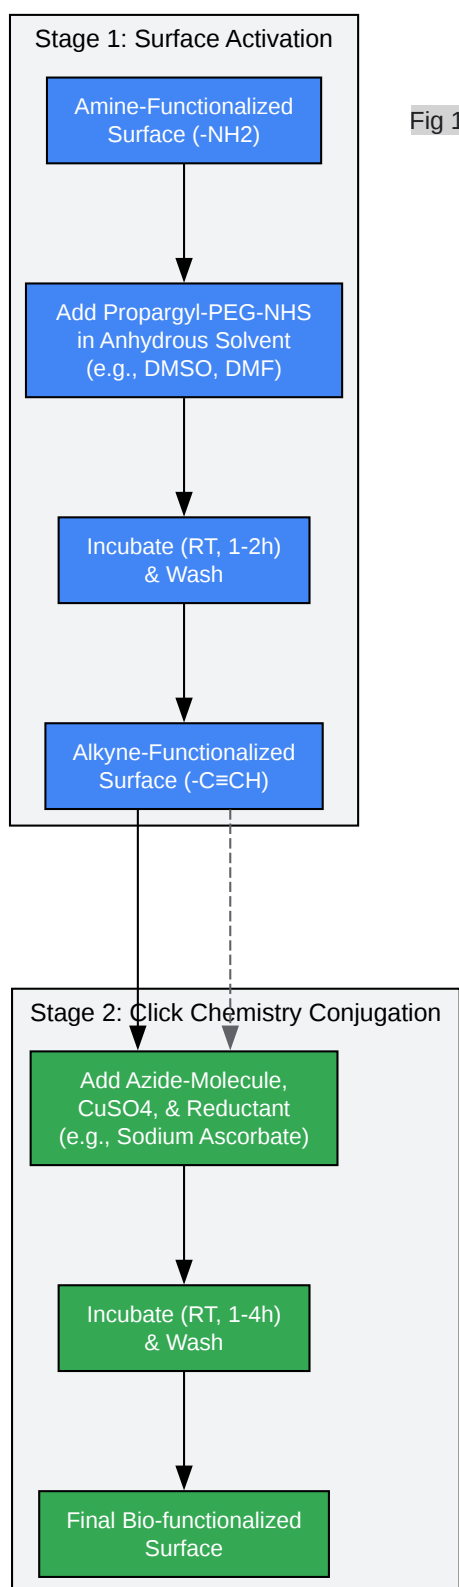 Stage 1: Surface Activation
Amine-Functionalized
Surface (-NH2)
Fig 1
Add Propargyl-PEG-NHS
in Anhydrous Solvent
(e.g., DMSO, DMF)
Incubate (RT, 1-2h)
& Wash
Alkyne-Functionalized
Surface (-C≡CH)
Stage 2: Click Chemistry Conjugation
Add Azide-Molecule,
CuSO4, & Reductant
(e.g., Sodium Ascorbate)
Incubate (RT, 1-4h)
& Wash
Final Bio-functionalized
Surface